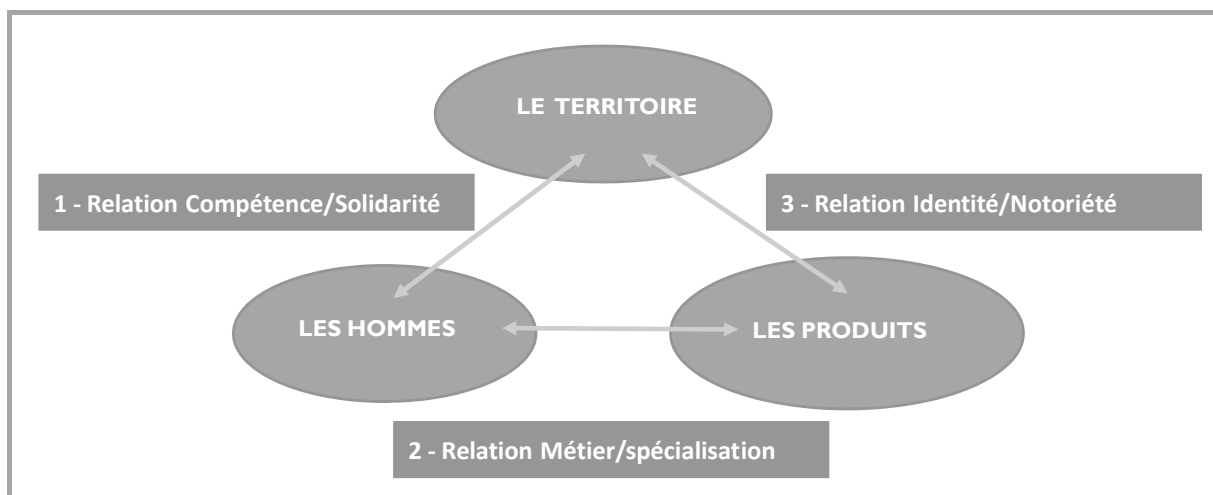 LE TERRITOIRE
1 - Relation Compétence/Solidarité
3 - Relation Identité/Notoriété
LES HOMMES
LES PRODUITS
2 - Relation Métier/spécialisation